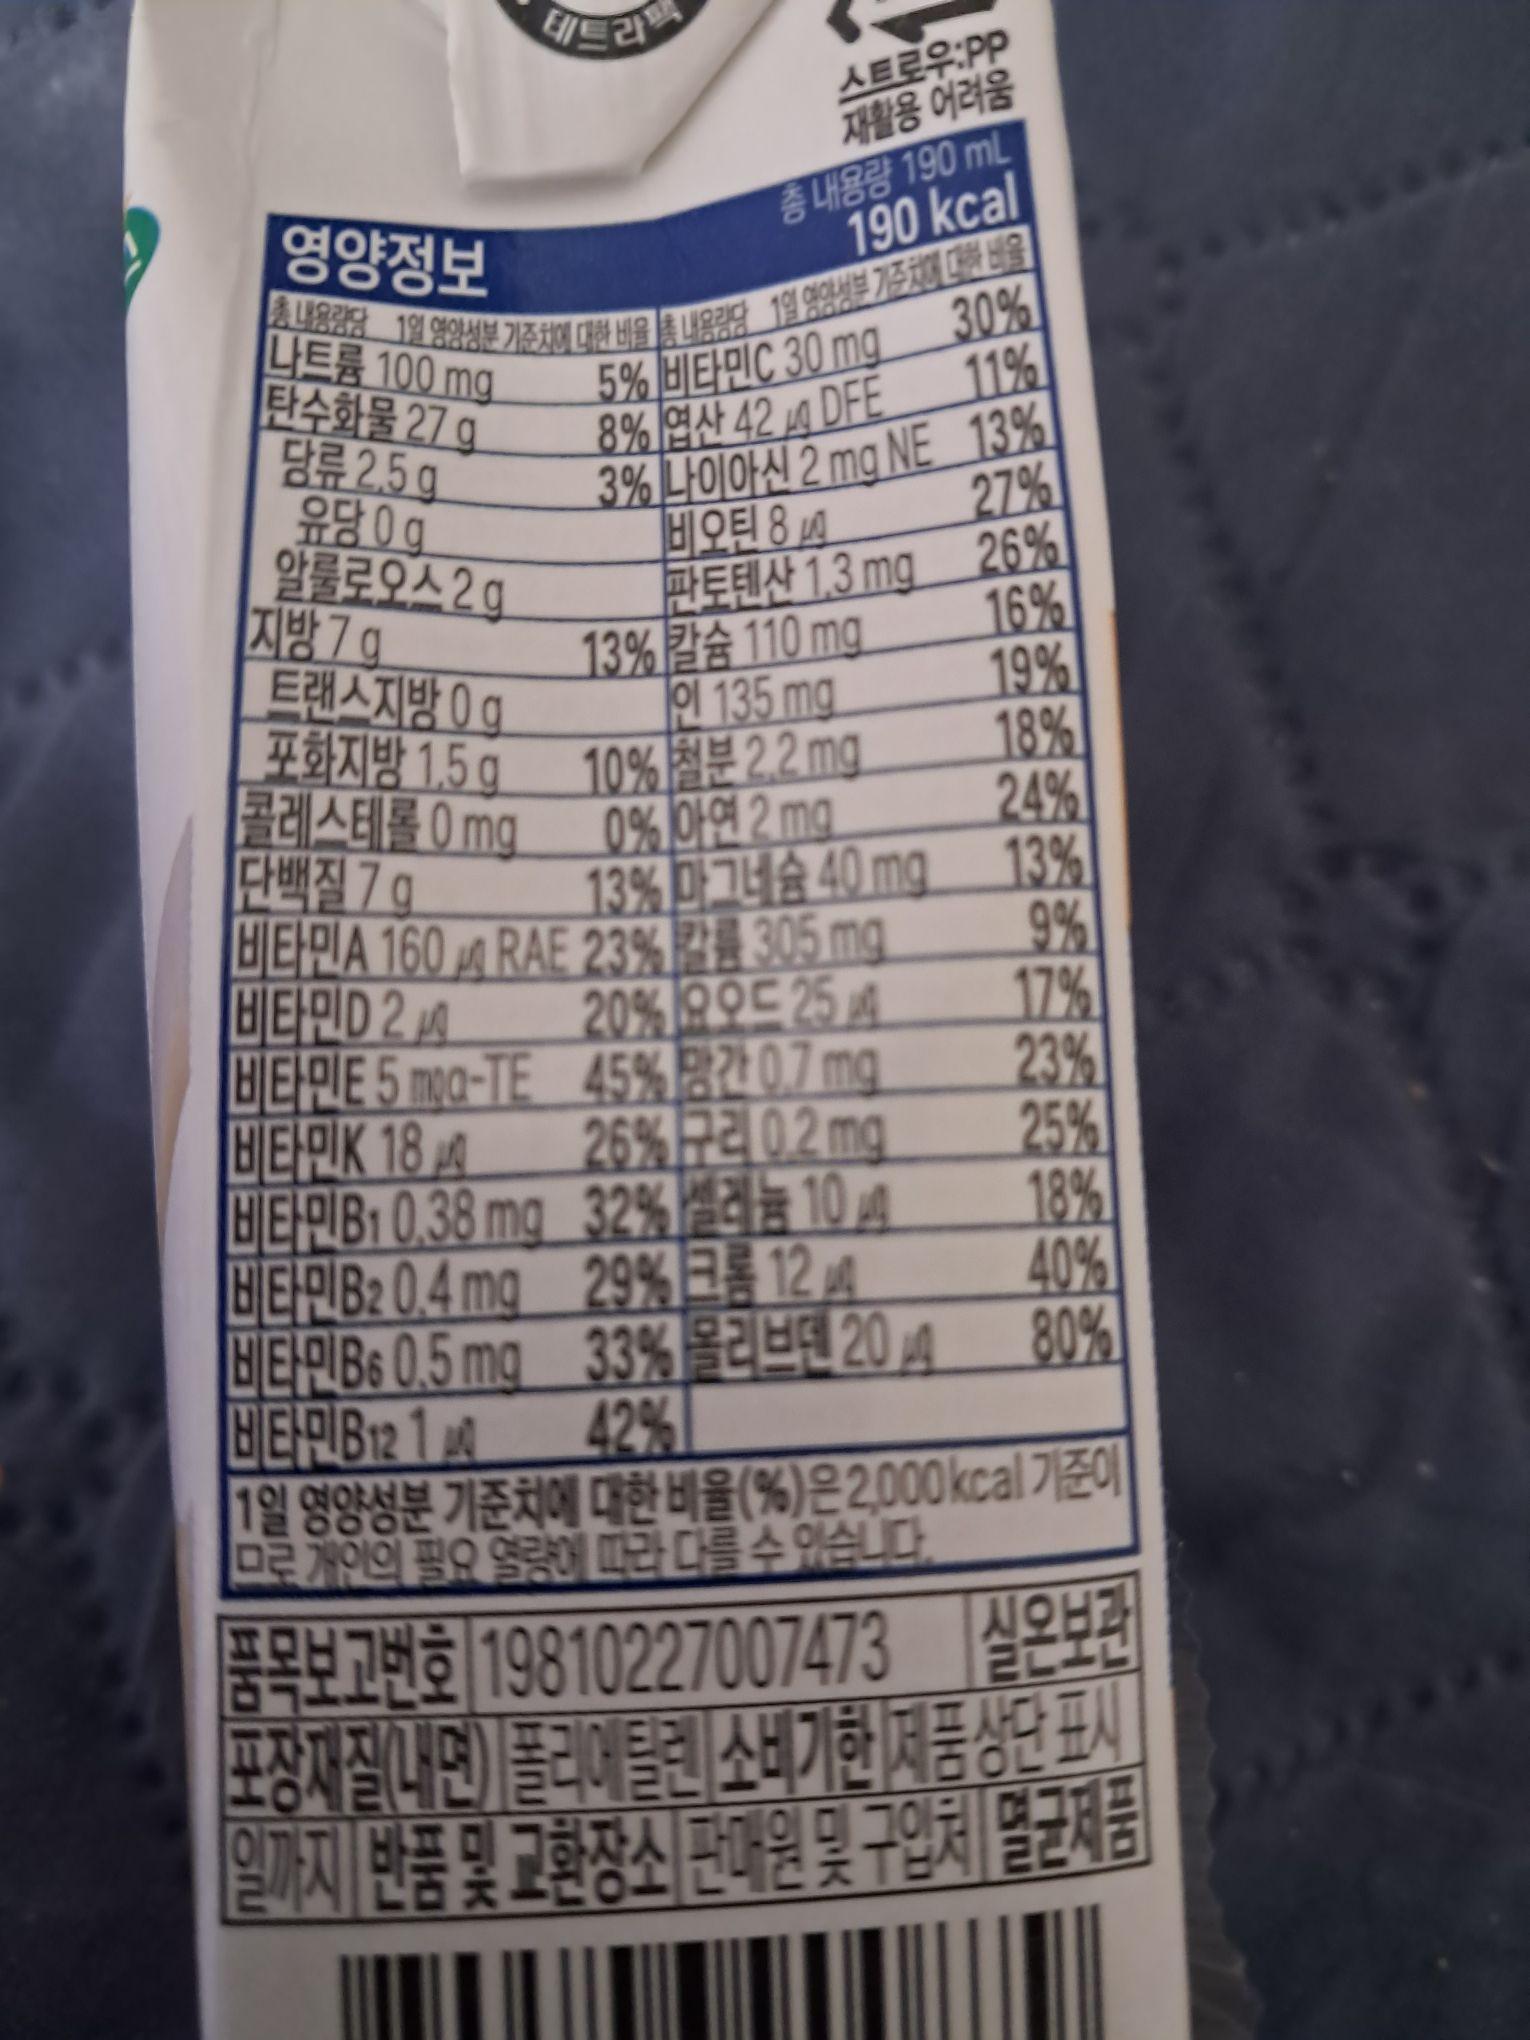 테트라팩
스트로우:PP
재활용 어려움
총 내용량 190 mL
190 kcal
영양정보
총 내용량당 1일 영양성분 기준치에 대한 비율 총 내용량당 1일 영양성분 기준치에 대한 비율
나트륨 100 mg 5% 비타민C 30 mg 30%
탄수화물 27 g 8% 엽산 42 ㎍ DFE 11%
당류 2.5 g 3% 나이아신 2 mg NE 13%
유당 0 g 비오틴 8 ㎍ 27%
알룰로오스 2 g 판토텐산 1.3 mg 26%
지방 7 g 13% 칼슘 110 mg 16%
트랜스지방 0 g 인 135 mg 19%
포화지방 1.5 g 10% 철분 2.2 mg 18%
콜레스테롤 0 mg 0% 아연 2 mg 24%
단백질 7 g 13% 마그네슘 40 mg 13%
비타민A 160 ㎍ RAE 23% 칼륨 305 mg 9%
비타민D 2 ㎍ 20% 요오드 25 ㎍ 17%
비타민E 5 mgα-TE 45% 망간 0.7 mg 23%
비타민K 18 ㎍ 26% 구리 0.2 mg 25%
비타민B1 0.38 mg 32% 셀레늄 10 ㎍ 18%
비타민B2 0.4 mg 29% 크롬 12 ㎍ 40%
비타민B6 0.5 mg 33% 몰리브덴 20 ㎍ 80%
비타민B12 1 ㎍ 42%
1일 영양성분 기준치에 대한 비율(%)은 2,000 kcal 기준이
므로 개인의 필요 열량에 따라 다를 수 있습니다.
품목보고번호 19810227007473 실온보관
포장재질(내면) 폴리에틸렌 소비기한 제품 상단 표시
일까지 반품 및 교환장소 판매원 및 구입처 멸균제품